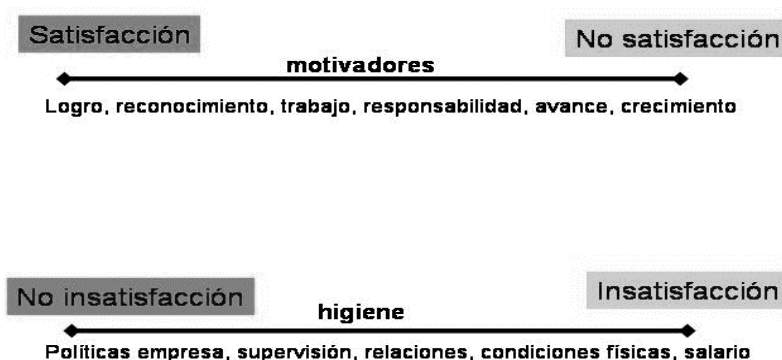 Satisfacción
No satisfacción
motivadores
Logro, reconocimiento, trabajo, responsabilidad, avance, crecimiento
No insatisfacción
Insatisfacción
higiene
Políticas empresa, supervisión, relaciones, condiciones físicas, salario